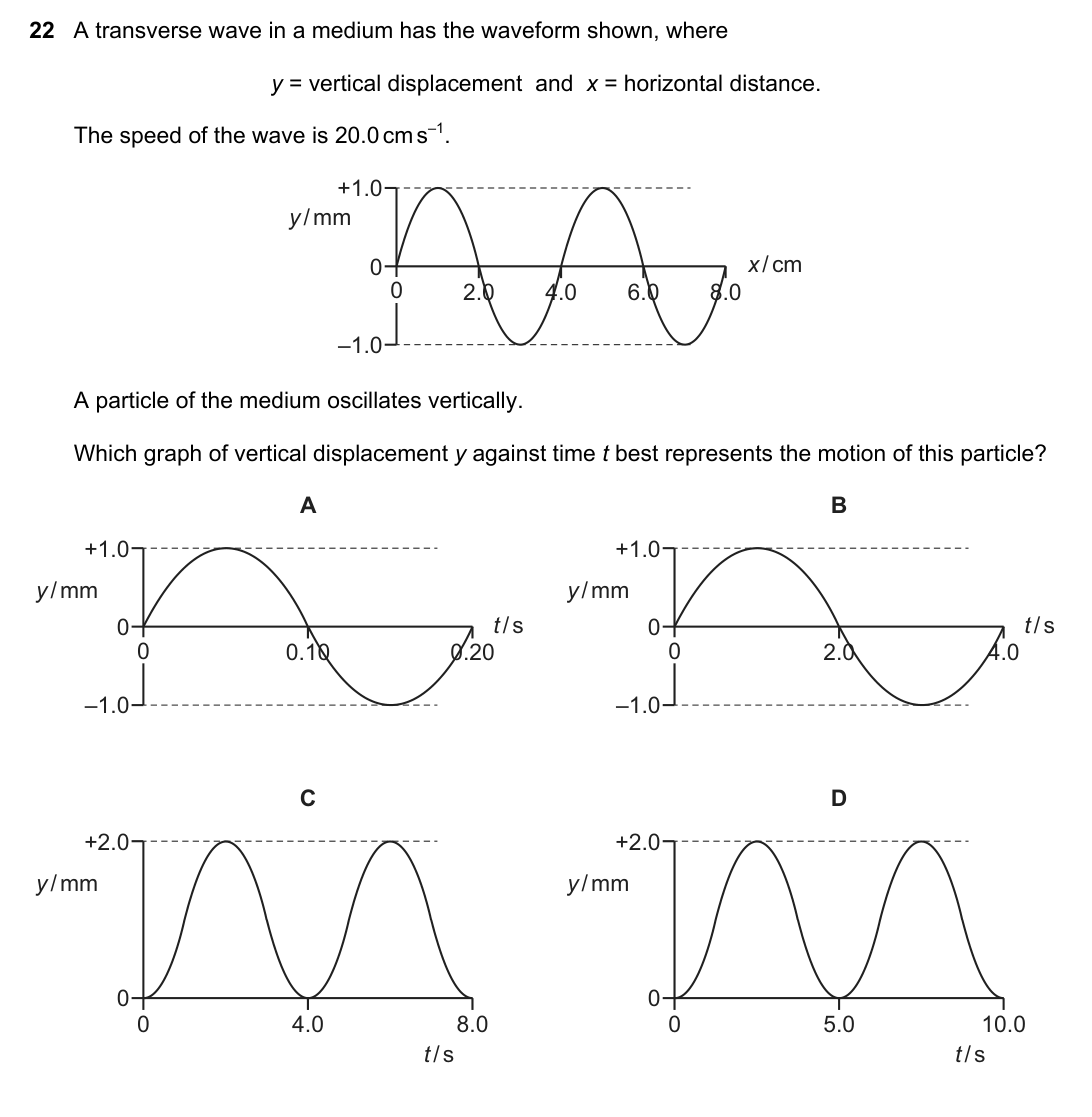 22 A transverse wave in a medium has the waveform shown, where
y = vertical displacement and x = horizontal distance.
The speed of the wave is 20.0 cm s⁻¹.
+1.0
y / mm
0
x / cm
0 2.0 4.0 6.0 8.0
–1.0
A particle of the medium oscillates vertically.
Which graph of vertical displacement y against time t best represents the motion of this particle?
A
+1.0
y / mm
0
t / s
0 0.10 0.20
–1.0
B
+1.0
y / mm
0
t / s
0 2.0 4.0
–1.0
C
+2.0
y / mm
0
0 4.0 8.0
t / s
D
+2.0
y / mm
0
0 5.0 10.0
t / s